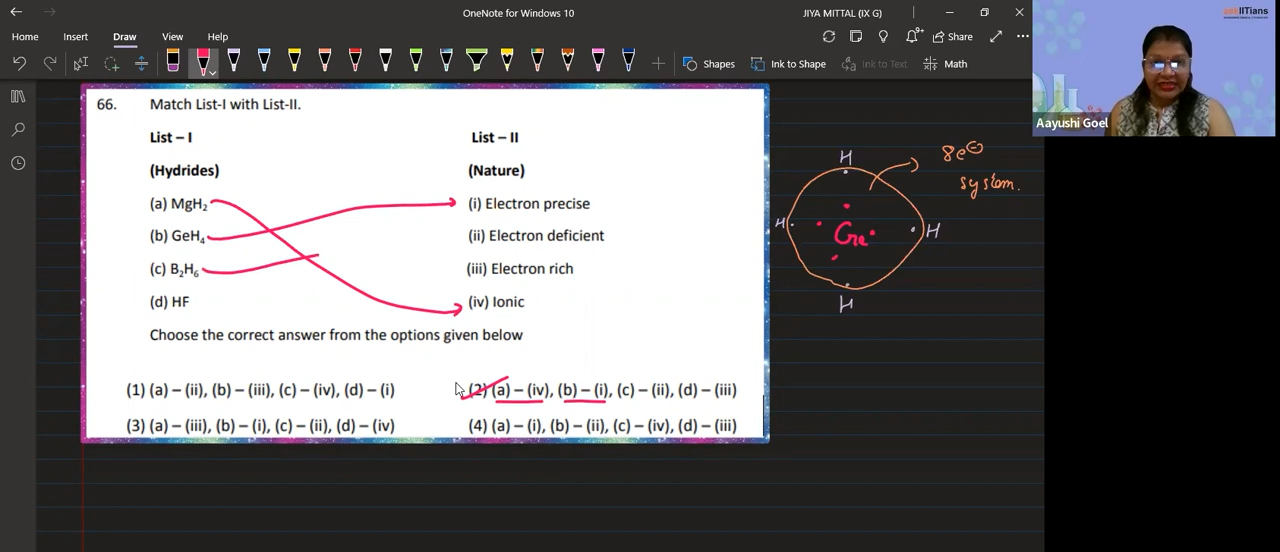 OneNote for Windows 10
JIYA MITTAL (IX G)
Home Insert Draw View Help
9+
Share
Shapes
Ink to Shape
Ink to Text
Math
askIITians
Aayushi Goel
66. Match List-I with List-II.
List – I List – II
(Hydrides) (Nature)
(a) MgH₂ (i) Electron precise
(b) GeH₄ (ii) Electron deficient
(c) B₂H₆ (iii) Electron rich
(d) HF (iv) Ionic
Choose the correct answer from the options given below
(1) (a) – (ii), (b) – (iii), (c) – (iv), (d) – (i) (2) (a) – (iv), (b) – (i), (c) – (ii), (d) – (iii)
(3) (a) – (iii), (b) – (i), (c) – (ii), (d) – (iv) (4) (a) – (i), (b) – (ii), (c) – (iv), (d) – (iii)
H
8e⊖
system.
H Ge H
H